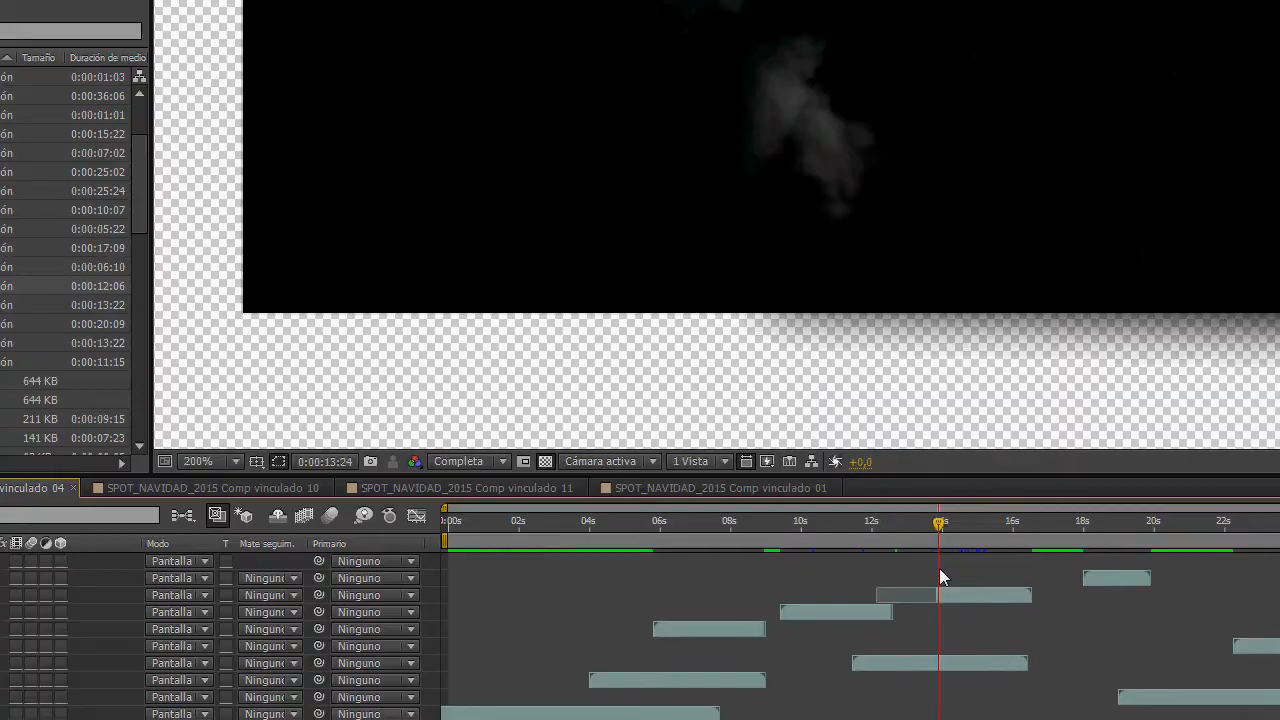 Tamaño Duración de medio
ón 0:00:01:03
ón 0:00:36:06
ón 0:00:01:01
ón 0:00:15:22
ón 0:00:07:02
ón 0:00:25:02
ón 0:00:25:24
ón 0:00:10:07
ón 0:00:05:22
ón 0:00:17:09
ón 0:00:06:10
ón 0:00:12:06
ón 0:00:13:22
ón 0:00:20:09
ón 0:00:13:22
ón 0:00:11:15
644 KB
644 KB
211 KB 0:00:09:15
141 KB 0:00:07:23
200% 0:00:13:24 Completa Cámara activa 1 Vista +0,0
vinculado 04 SPOT_NAVIDAD_2015 Comp vinculado 10 SPOT_NAVIDAD_2015 Comp vinculado 11 SPOT_NAVIDAD_2015 Comp vinculado 01
:00s 02s 04s 06s 08s 10s 12s 16s 18s 20s 22s
Modo T Mate seguim. Primario
Pantalla Ninguno
Pantalla Ninguno Ninguno
Pantalla Ninguno Ninguno
Pantalla Ninguno Ninguno
Pantalla Ninguno Ninguno
Pantalla Ninguno Ninguno
Pantalla Ninguno Ninguno
Pantalla Ninguno Ninguno
Pantalla Ninguno Ninguno
Pantalla Ninguno Ninguno